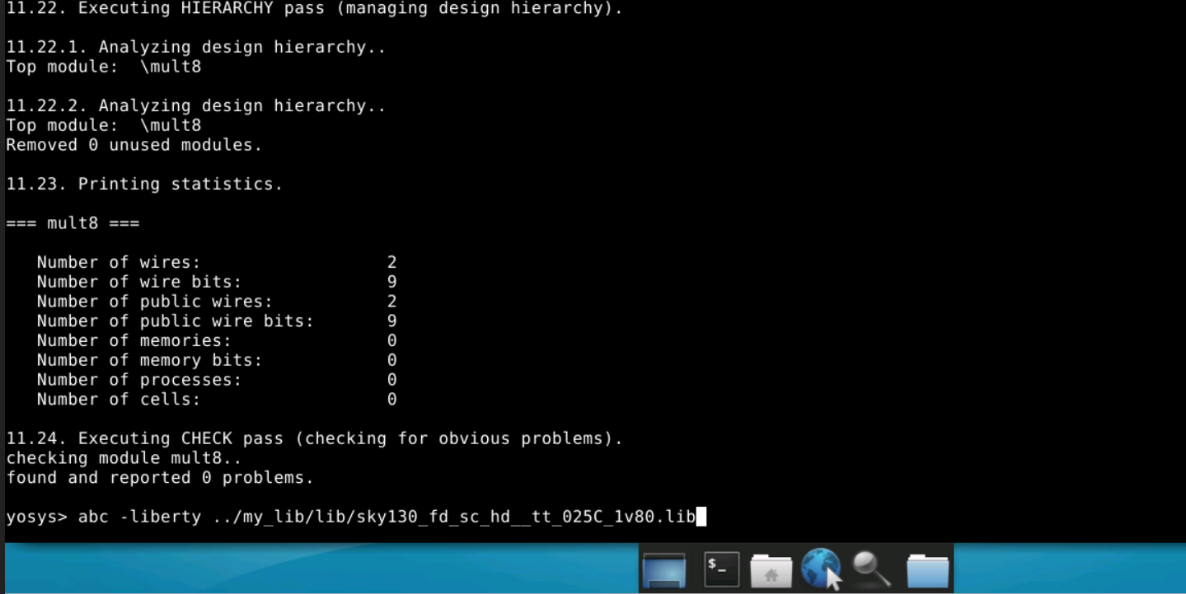 11.22. Executing HIERARCHY pass (managing design hierarchy).
11.22.1. Analyzing design hierarchy..
Top module:  \mult8
11.22.2. Analyzing design hierarchy..
Top module:  \mult8
Removed 0 unused modules.
11.23. Printing statistics.
=== mult8 ===
Number of wires: 2
Number of wire bits: 9
Number of public wires: 2
Number of public wire bits: 9
Number of memories: 0
Number of memory bits: 0
Number of processes: 0
Number of cells: 0
11.24. Executing CHECK pass (checking for obvious problems).
checking module mult8..
found and reported 0 problems.
yosys> abc -liberty ../my_lib/lib/sky130_fd_sc_hd__tt_025C_1v80.lib
$_